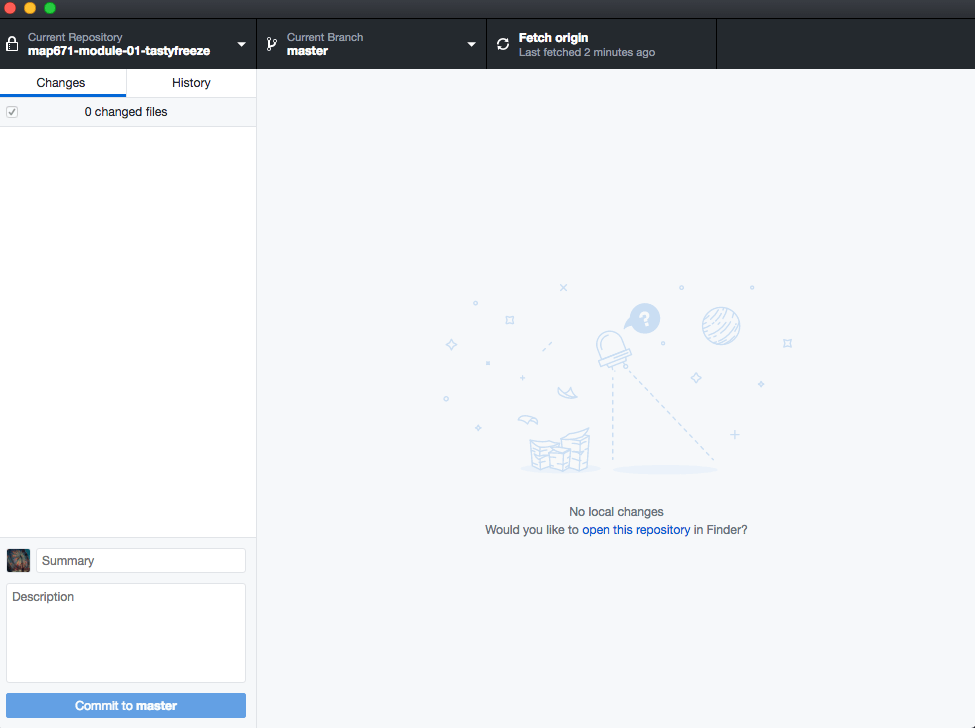 Current Repository
map671-module-01-tastyfreeze
Current Branch
master
Fetch origin
Last fetched 2 minutes ago
Changes
History
0 changed files
?
No local changes
Would you like to open this repository in Finder?
Summary
Description
Commit to master